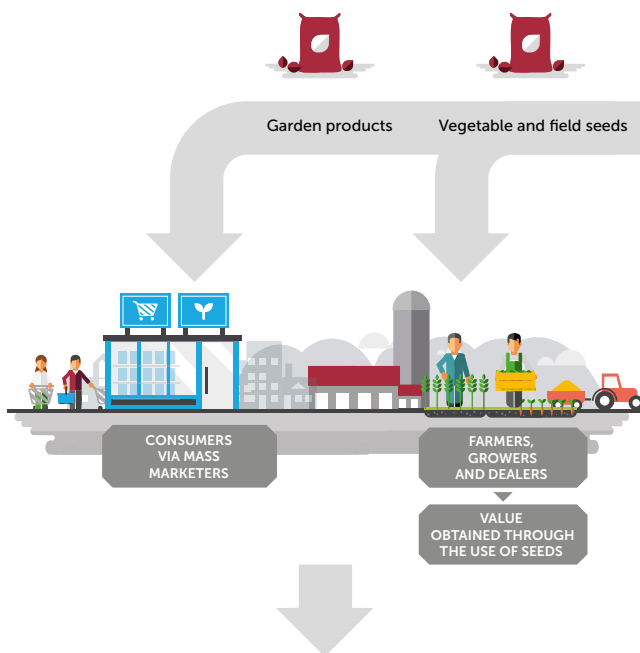 Garden products
Vegetable and field seeds
CONSUMERS
VIA MASS
MARKETERS
FARMERS,
GROWERS
AND DEALERS
VALUE
OBTAINED THROUGH
THE USE OF SEEDS